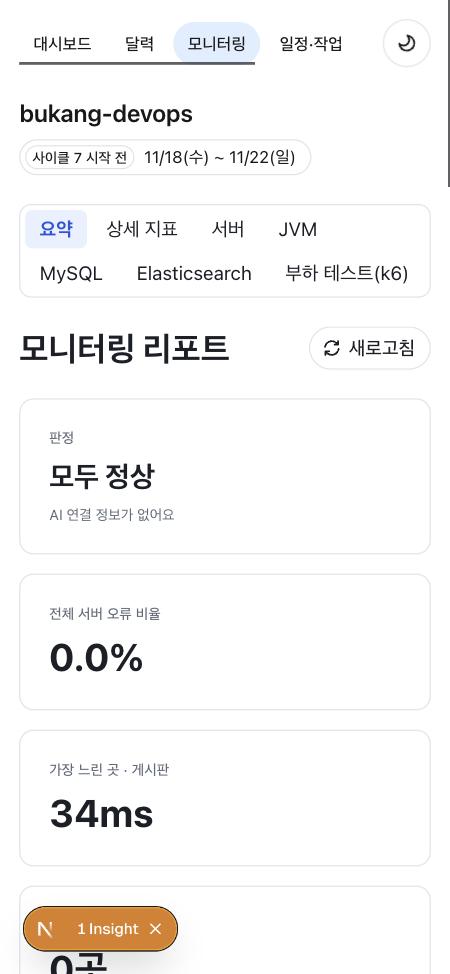 대시보드 달력 모니터링 일정·작업
bukang-devops
사이클 7 시작 전 11/18(수) ~ 11/22(일)
요약 상세 지표 서버 JVM
MySQL Elasticsearch 부하 테스트(k6)
모니터링 리포트 새로고침
판정
모두 정상
AI 연결 정보가 없어요
전체 서버 오류 비율
0.0%
가장 느린 곳 · 게시판
34ms
N 1 Insight ×
0곳